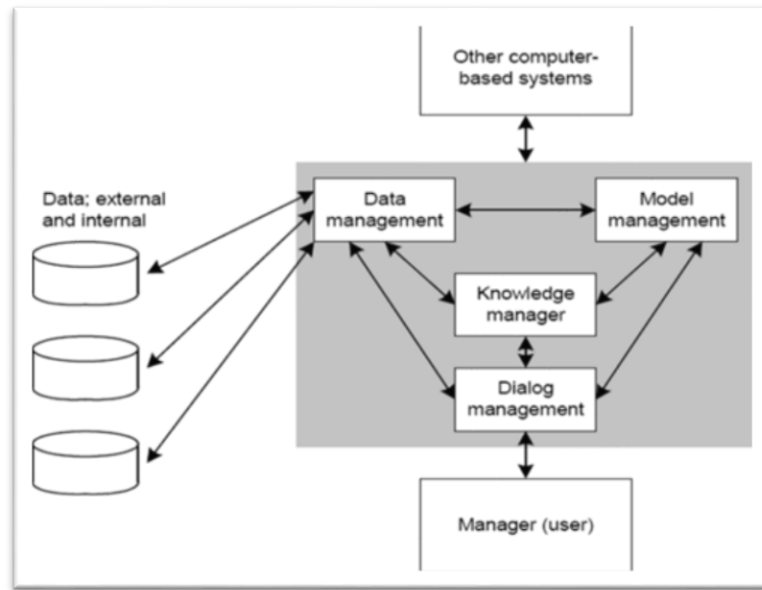 Other computer-
based systems
Data; external
and internal
Data
management
Model
management
Knowledge
manager
Dialog
management
Manager (user)